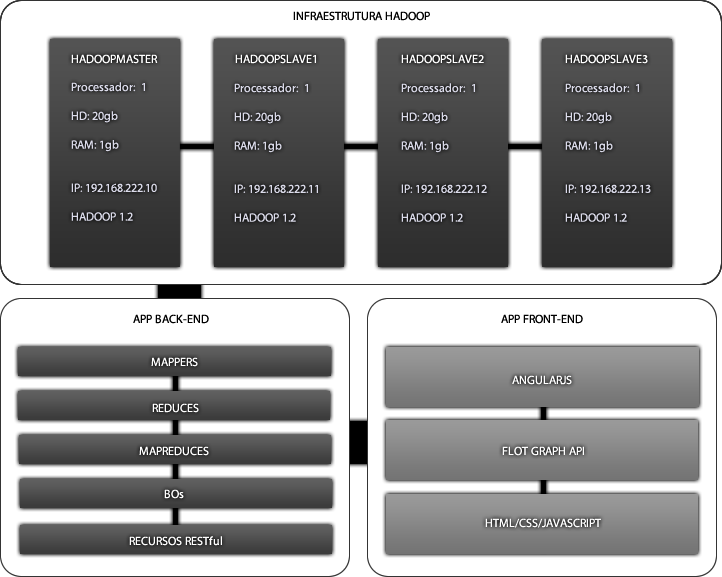 INFRAESTRUTURA HADOOP
HADOOPMASTER
Processador: 1
HD: 20gb
RAM: 1gb
IP: 192.168.222.10
HADOOP 1.2
HADOOPSLAVE1
Processador: 1
HD: 20gb
RAM: 1gb
IP: 192.168.222.11
HADOOP 1.2
HADOOPSLAVE2
Processador: 1
HD: 20gb
RAM: 1gb
IP: 192.168.222.12
HADOOP 1.2
HADOOPSLAVE3
Processador: 1
HD: 20gb
RAM: 1gb
IP: 192.168.222.13
HADOOP 1.2
APP BACK-END
MAPPERS
REDUCES
MAPREDUCES
BOs
RECURSOS RESTful
APP FRONT-END
ANGULARJS
FLOT GRAPH API
HTML/CSS/JAVASCRIPT